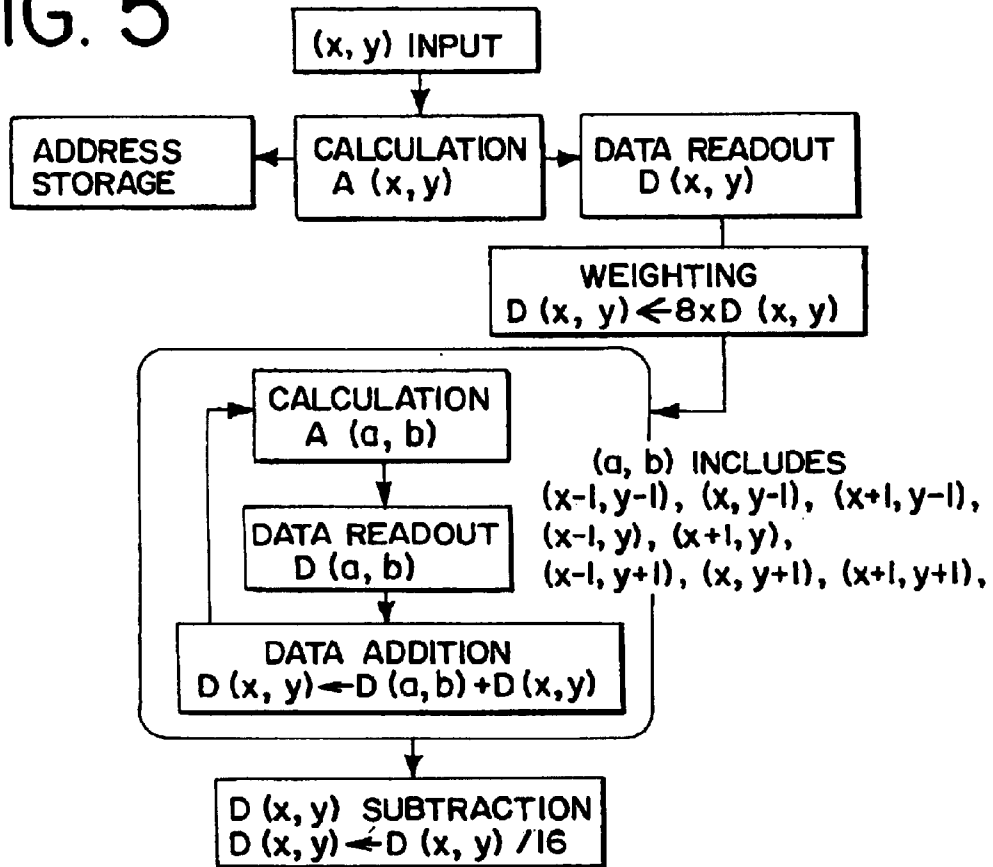 IG. 5
(x, y) INPUT
ADDRESS
STORAGE
CALCULATION
A (x, y)
DATA READOUT
D (x, y)
WEIGHTING
D (x, y)←8xD (x, y)
CALCULATION
A (a, b)
DATA READOUT
D (a, b)
DATA ADDITION
D (x, y)←D (a, b)+D(x,y)
(a, b) INCLUDES
(x-1, y-1), (x, y-1), (x+1, y-1),
(x-1, y), (x+1, y),
(x-1, y+1), (x, y+1), (x+1, y+1),
D (x, y) SUBTRACTION
D (x, y)←D (x, y) /16